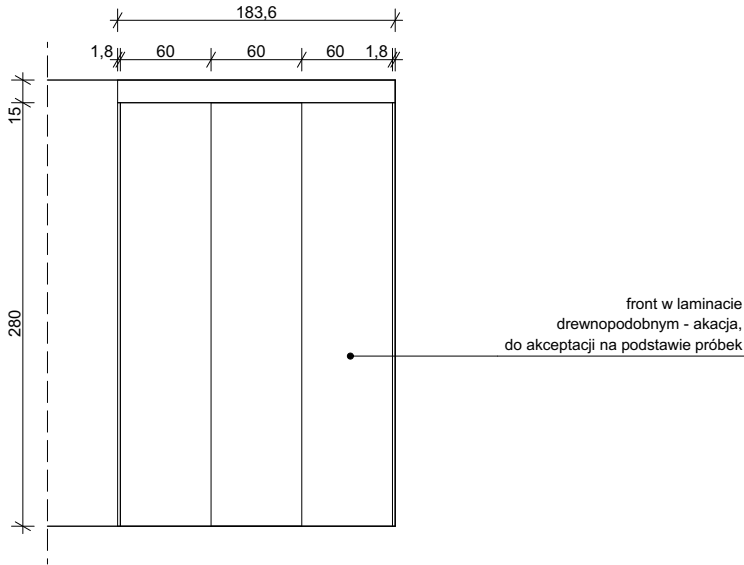 183,6
1,8 60 60 60 1,8
15
280
front w laminacie
drewnopodobnym - akacja,
do akceptacji na podstawie próbek